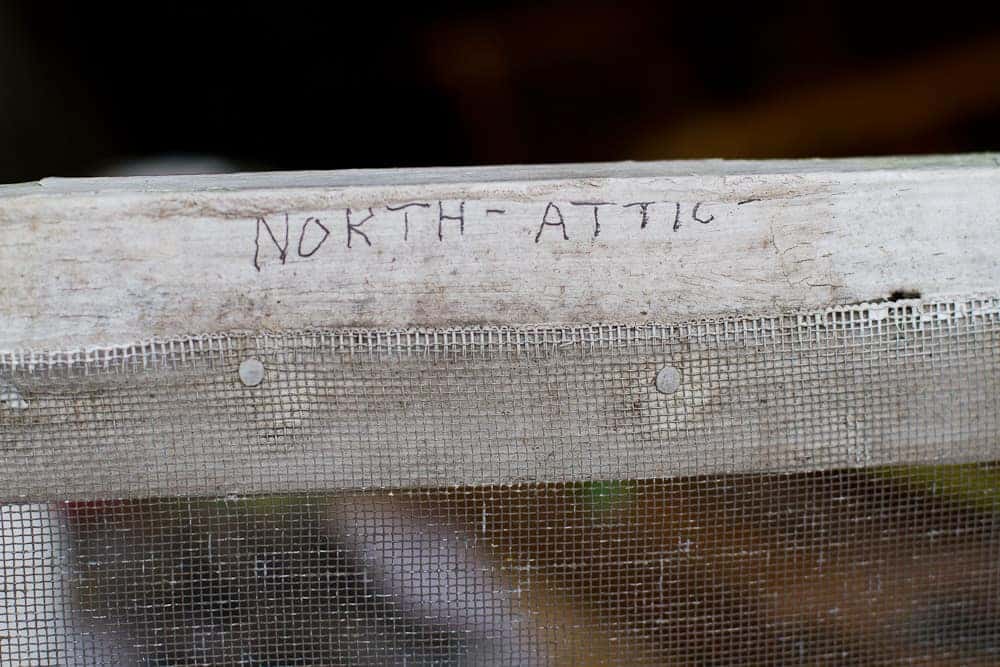 NORTH - ATTIC -